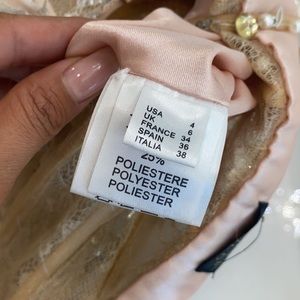 USA 4
UK 6
FRANCE 34
SPAIN 36
ITALIA 38
25%
POLIESTERE
POLYESTER
POLIESTER